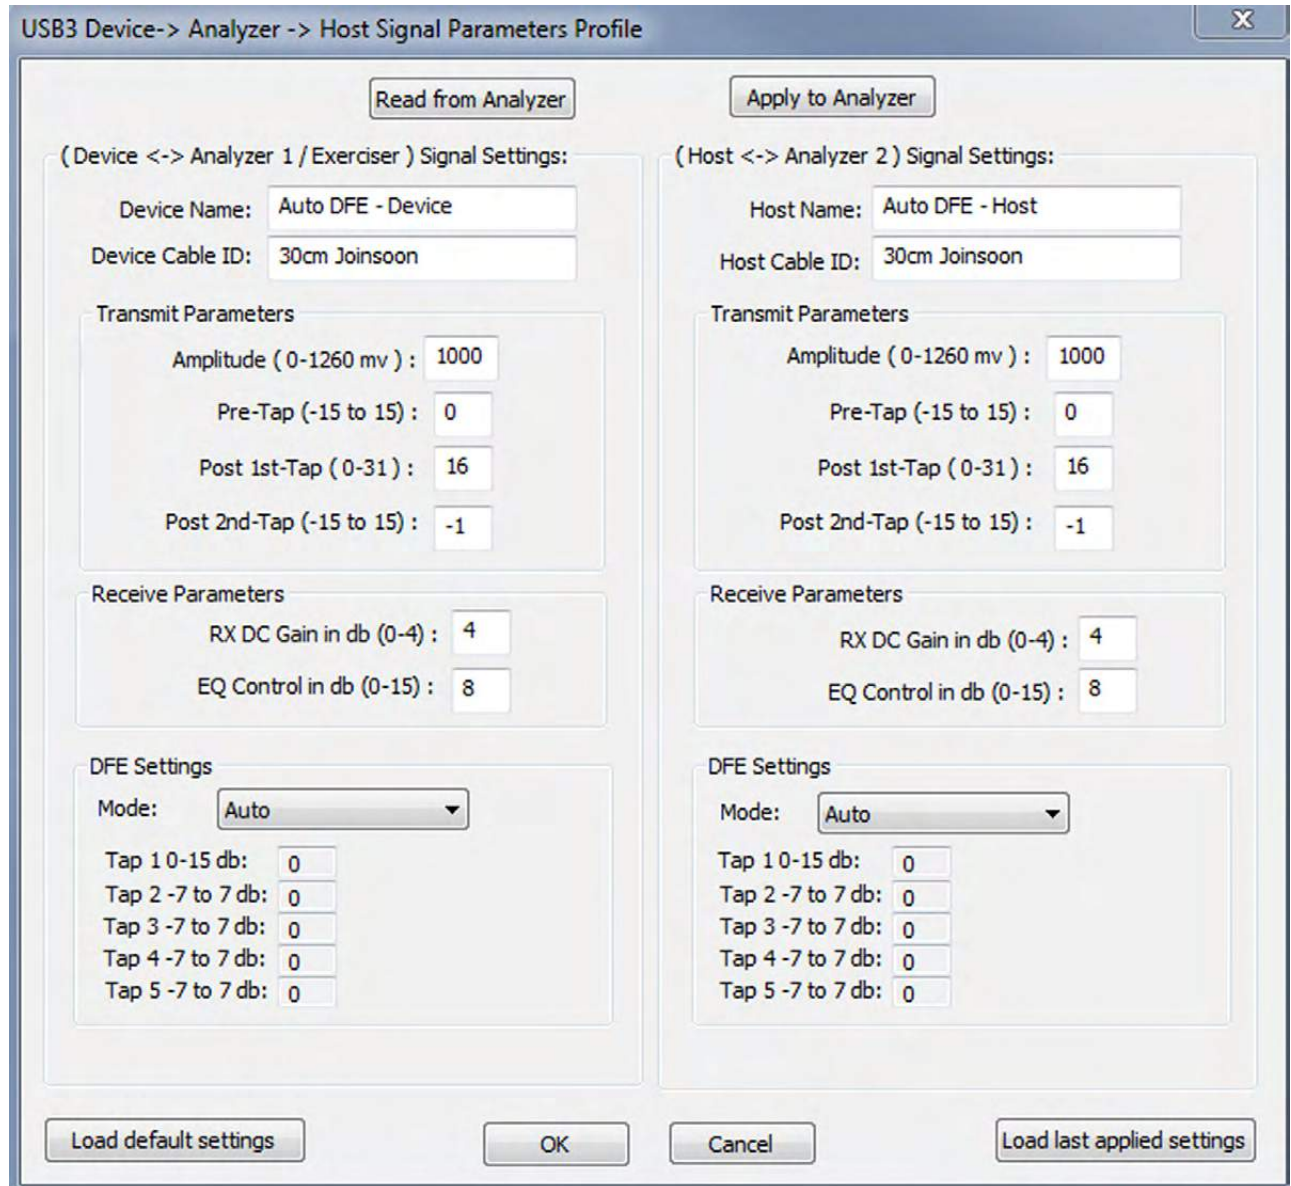 USB3 Device-> Analyzer -> Host Signal Parameters Profile
Read from Analyzer
Apply to Analyzer
( Device <-> Analyzer 1 / Exerciser ) Signal Settings:
Device Name: Auto DFE - Device
Device Cable ID: 30cm Joinsoon
Transmit Parameters
Amplitude ( 0-1260 mv ) : 1000
Pre-Tap (-15 to 15) : 0
Post 1st-Tap ( 0-31 ) : 16
Post 2nd-Tap (-15 to 15) : -1
Receive Parameters
RX DC Gain in db (0-4) : 4
EQ Control in db (0-15) : 8
DFE Settings
Mode: Auto
Tap 1 0-15 db: 0
Tap 2 -7 to 7 db: 0
Tap 3 -7 to 7 db: 0
Tap 4 -7 to 7 db: 0
Tap 5 -7 to 7 db: 0
( Host <-> Analyzer 2 ) Signal Settings:
Host Name: Auto DFE - Host
Host Cable ID: 30cm Joinsoon
Transmit Parameters
Amplitude ( 0-1260 mv ) : 1000
Pre-Tap (-15 to 15) : 0
Post 1st-Tap ( 0-31 ) : 16
Post 2nd-Tap (-15 to 15) : -1
Receive Parameters
RX DC Gain in db (0-4) : 4
EQ Control in db (0-15) : 8
DFE Settings
Mode: Auto
Tap 1 0-15 db: 0
Tap 2 -7 to 7 db: 0
Tap 3 -7 to 7 db: 0
Tap 4 -7 to 7 db: 0
Tap 5 -7 to 7 db: 0
Load default settings
OK
Cancel
Load last applied settings